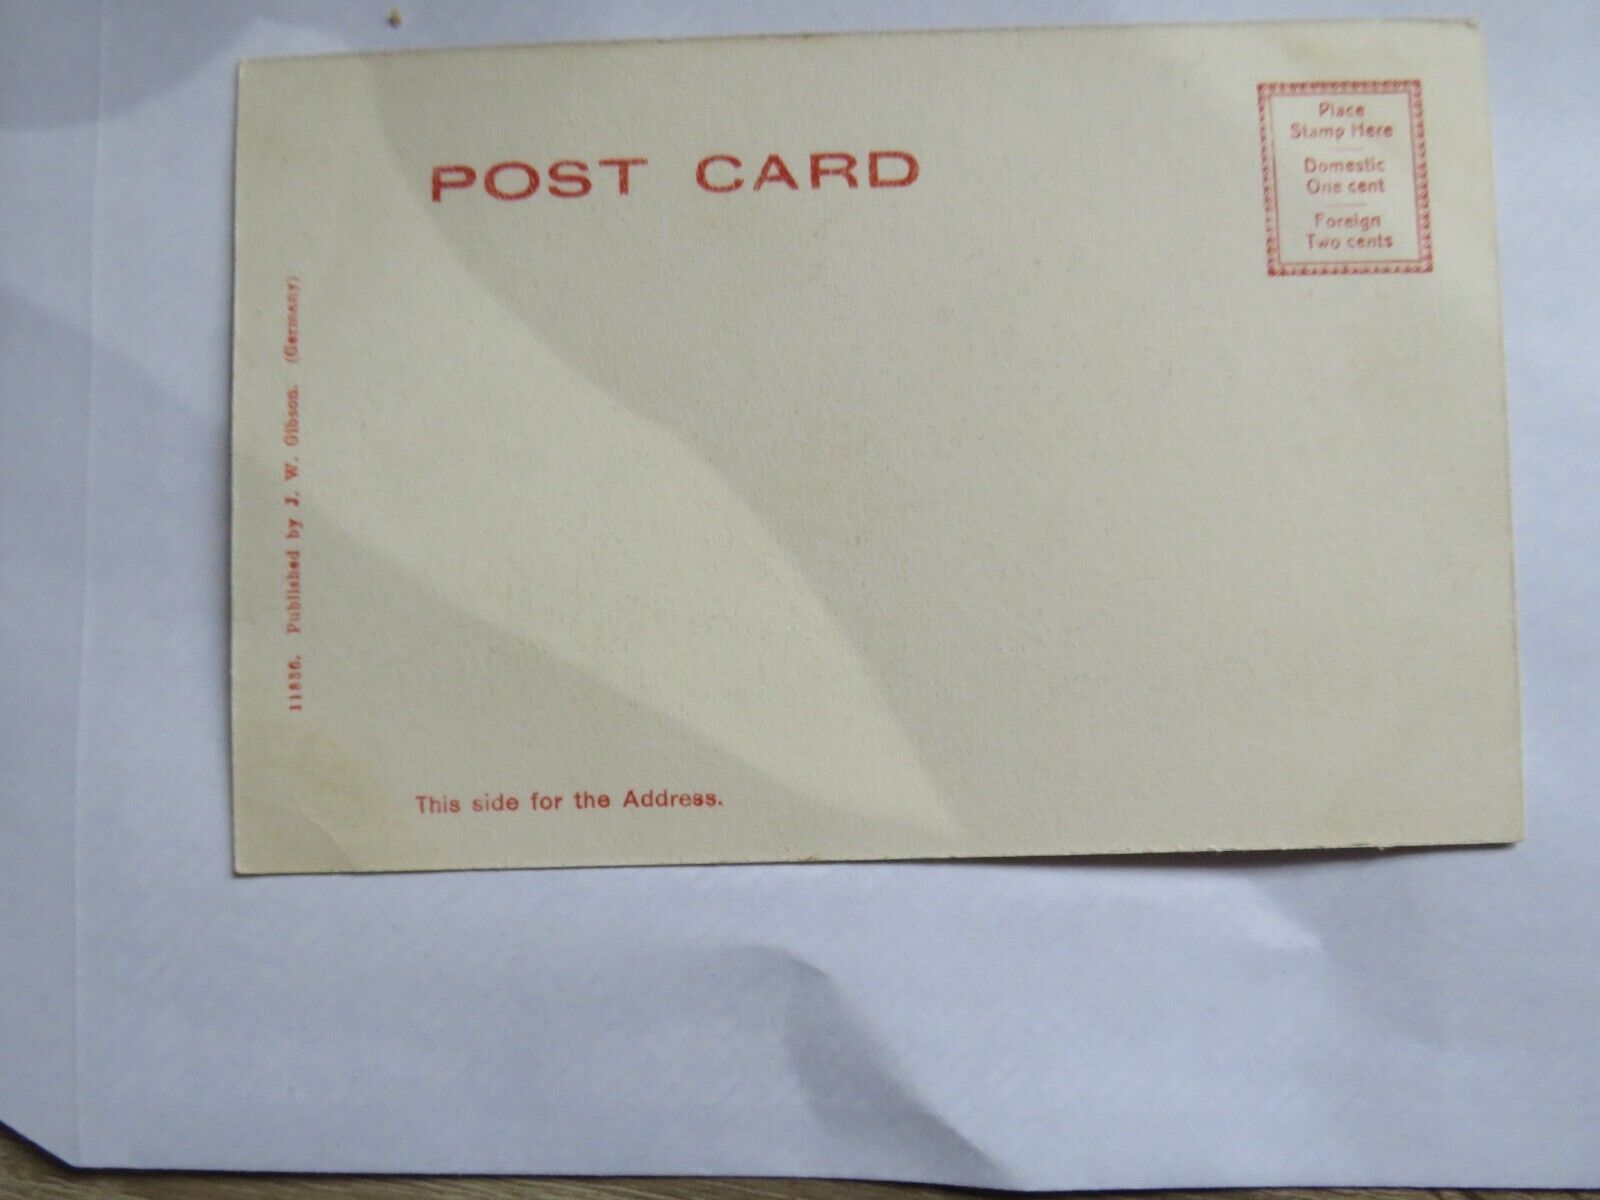 POST CARD
Place
Stamp Here
Domestic
One cent
Foreign
Two cents
11856. Published by J. W. Gibson. (Germany)
This side for the Address.